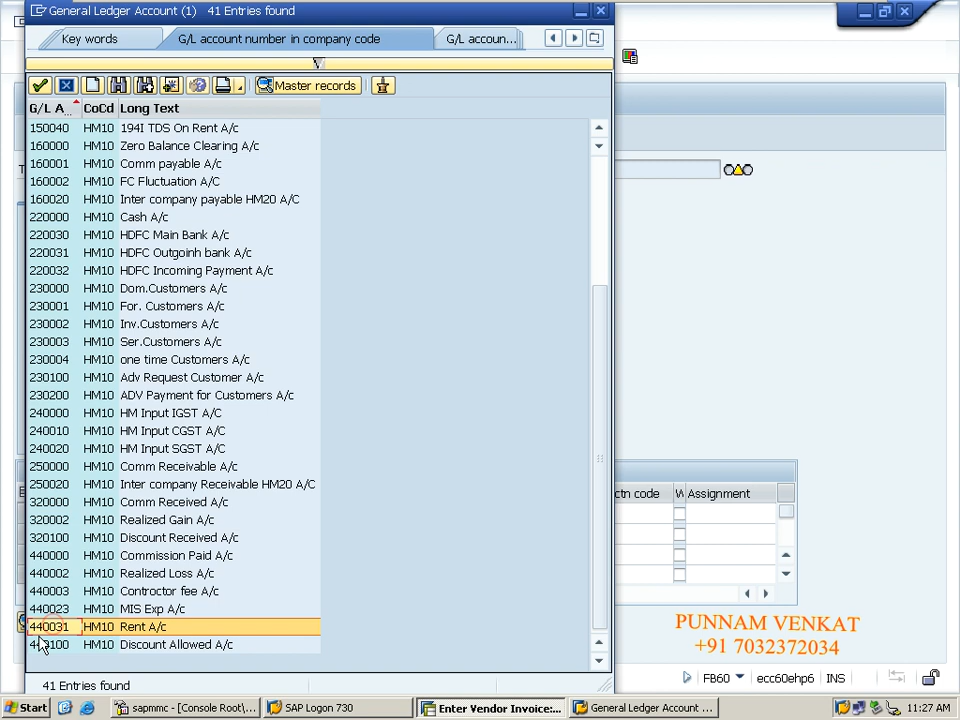 General Ledger Account (1) 41 Entries found
Key words G/L account number in company code G/L accoun...
Master records
G/L A... CoCd Long Text
150040 HM10 194I TDS On Rent A/c
160000 HM10 Zero Balance Clearing A/c
160001 HM10 Comm payable A/c
160002 HM10 FC Fluctuation A/C
160020 HM10 Inter company payable HM20 A/C
220000 HM10 Cash A/c
220030 HM10 HDFC Main Bank A/c
220031 HM10 HDFC Outgoinh bank A/c
220032 HM10 HDFC Incoming Payment A/c
230000 HM10 Dom.Customers A/c
230001 HM10 For. Customers A/c
230002 HM10 Inv.Customers A/c
230003 HM10 Ser.Customers A/c
230004 HM10 one time Customers A/c
230100 HM10 Adv Request Customer A/c
230200 HM10 ADV Payment for Customers A/c
240000 HM10 HM Input IGST A/C
240010 HM10 HM Input CGST A/C
240020 HM10 HM Input SGST A/C
250000 HM10 Comm Receivable A/c
250020 HM10 Inter company Receivable HM20 A/C
320000 HM10 Comm Received A/c
320002 HM10 Realized Gain A/c
320100 HM10 Discount Received A/c
440000 HM10 Commission Paid A/c
440002 HM10 Realized Loss A/c
440003 HM10 Controctor fee A/c
440023 HM10 MIS Exp A/c
440031 HM10 Rent A/c
HM10 Discount Allowed A/c
41 Entries found
ctn code W Assignment
PUNNAM VENKAT
+91 7032372034
FB60 ecc60ehp6 INS
Start sapmmc - [Console Root\... SAP Logon 730 Enter Vendor Invoice:... General Ledger Account ... 11:27 AM